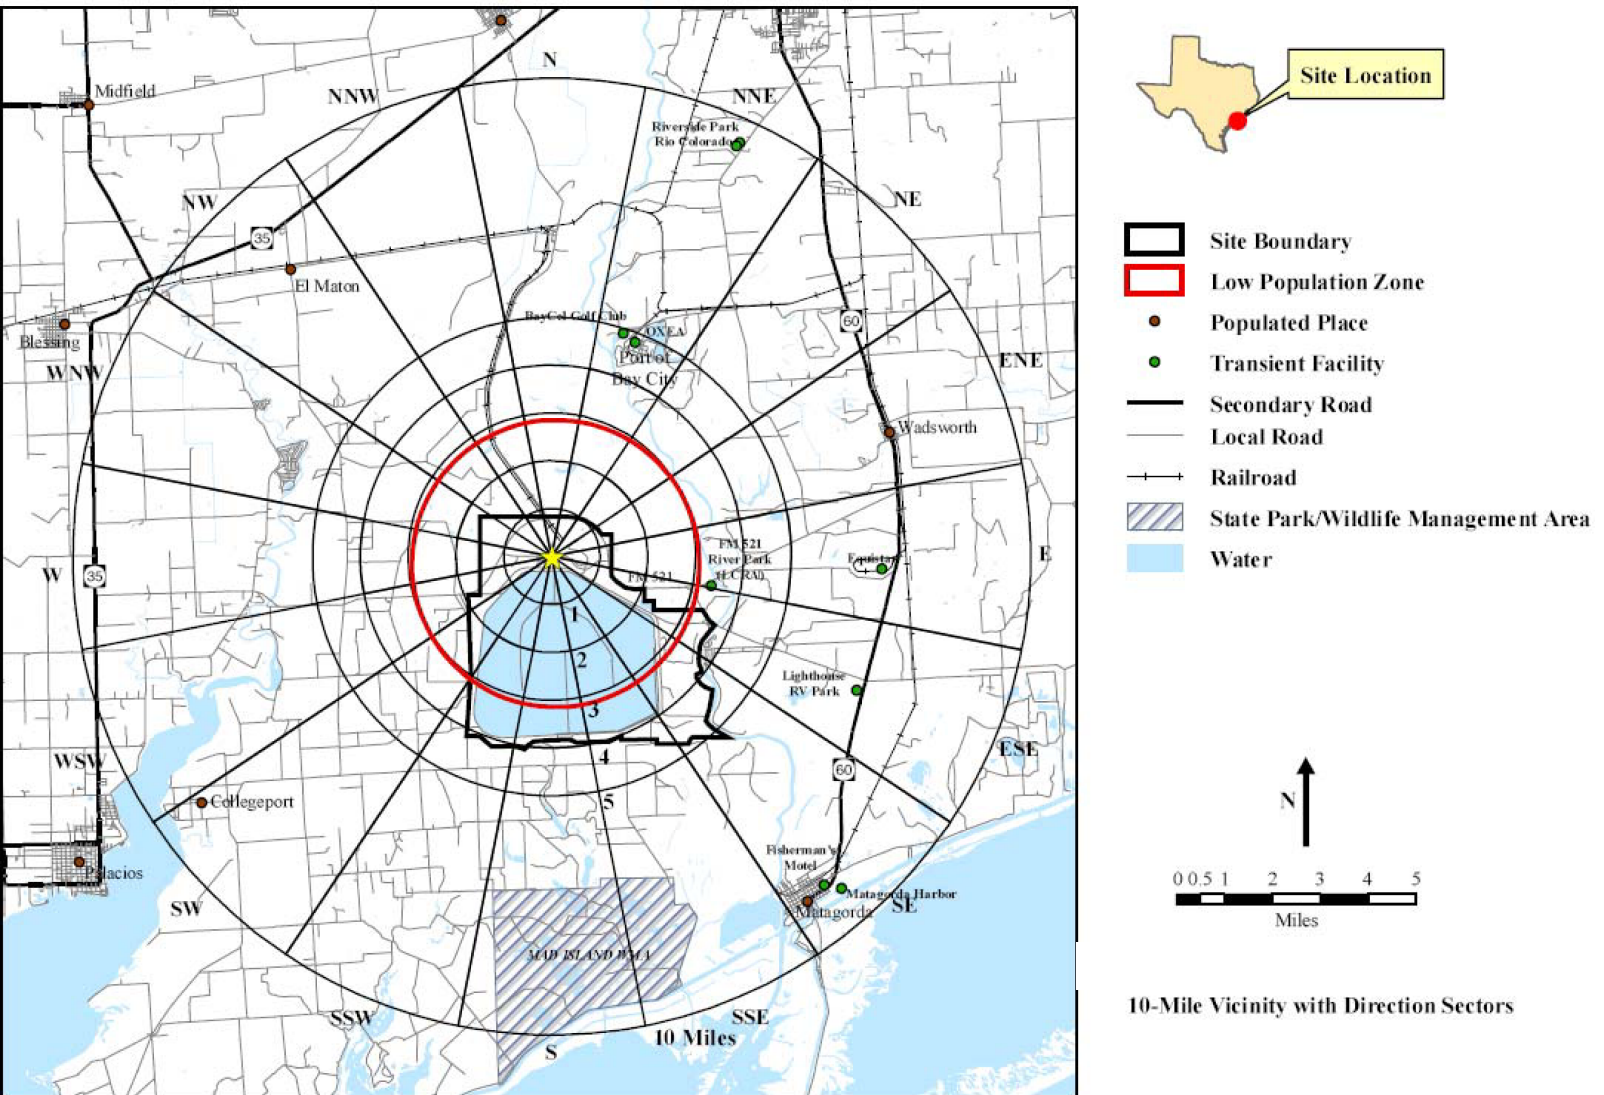 N
NNW
NNE
Midfield
Riverside Park
Rio Colorado
NW
NE
35
El Maton
BayCel Golf Club
OXEA
Port of
Bay City
60
Blessing
WNW
ENE
Wadsworth
FM 521
River Park
(LCRA)
FM 521
Equistar
E
W
35
1
2
3
4
5
Lighthouse
RV Park
ESE
60
WSW
Collegeport
Palacios
Fisherman's
Motel
Matagorda Harbor
Matagorda
SE
SW
MAD ISLAND WMA
SSW
SSE
10 Miles
S
Site Location
Site Boundary
Low Population Zone
Populated Place
Transient Facility
Secondary Road
Local Road
Railroad
State Park/Wildlife Management Area
Water
N
0 0.5 1 2 3 4 5
Miles
10-Mile Vicinity with Direction Sectors